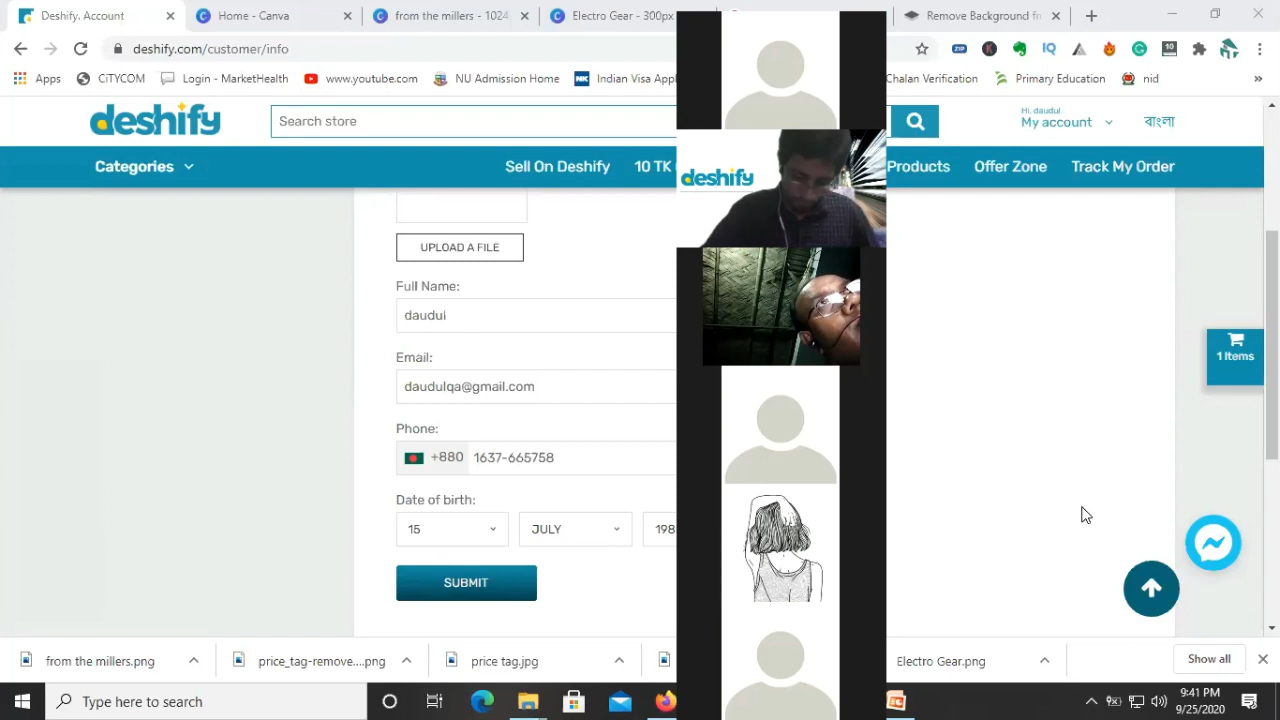 Deshify. Account
Home - Canva
from the millers - 1024
Electro Gear - 300px
Remove Background f
deshify.com/customer/info
ZIP
IQ
10
Apps
CiTYCOM
Login - MarketHealth
www.youtube.com
NU Admission Home
NK
Indian Visa Appl
Chalan Verification
Primary Education
nid
deshify
Search store
Hi, daudul
My account
বাংলা
Categories
Sell On Deshify
10 TK
Products
Offer Zone
Track My Order
deshify
UPLOAD A FILE
Full Name:
daudui
Email:
daudulqa@gmail.com
Phone:
+880
1637-665758
Date of birth:
15
JULY
198
SUBMIT
1 Items
from the millers.png
price_tag-remove....png
price tag.jpg
Electro Gear.png
Show all
Type here to search
9:41 PM
9/25/2020